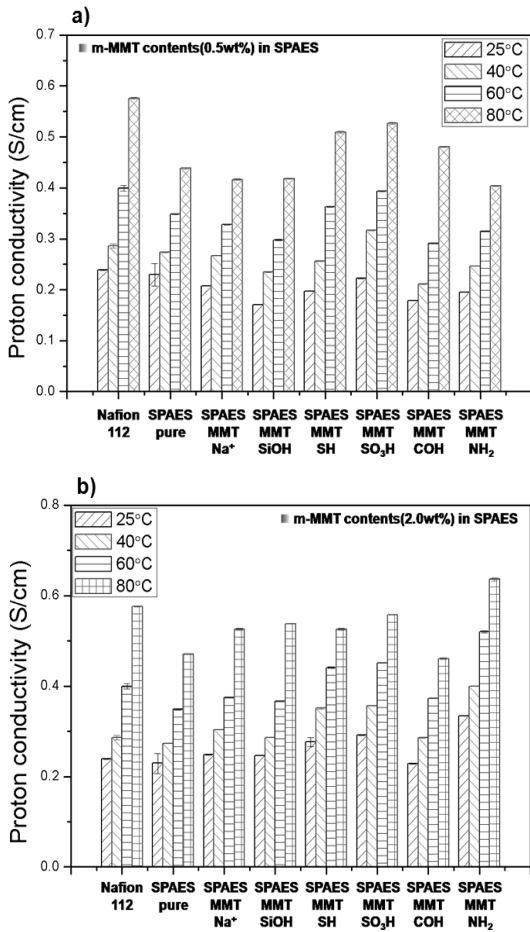 a)
m-MMT contents(0.5wt%) in SPAES
25°C
40°C
60°C
80°C
Proton conductivity (S/cm)
0.7
0.6
0.5
0.4
0.3
0.2
0.1
0.0
Nafion SPAES SPAES SPAES SPAES SPAES SPAES SPAES
112 pure MMT MMT MMT MMT MMT MMT
Na⁺ SiOH SH SO₃H COH NH₂
b)
m-MMT contents(2.0wt%) in SPAES
25°C
40°C
60°C
80°C
Proton conductivity (S/cm)
0.8
0.6
0.4
0.2
0.0
Nafion SPAES SPAES SPAES SPAES SPAES SPAES SPAES
112 pure MMT MMT MMT MMT MMT MMT
Na⁺ SiOH SH SO₃H COH NH₂